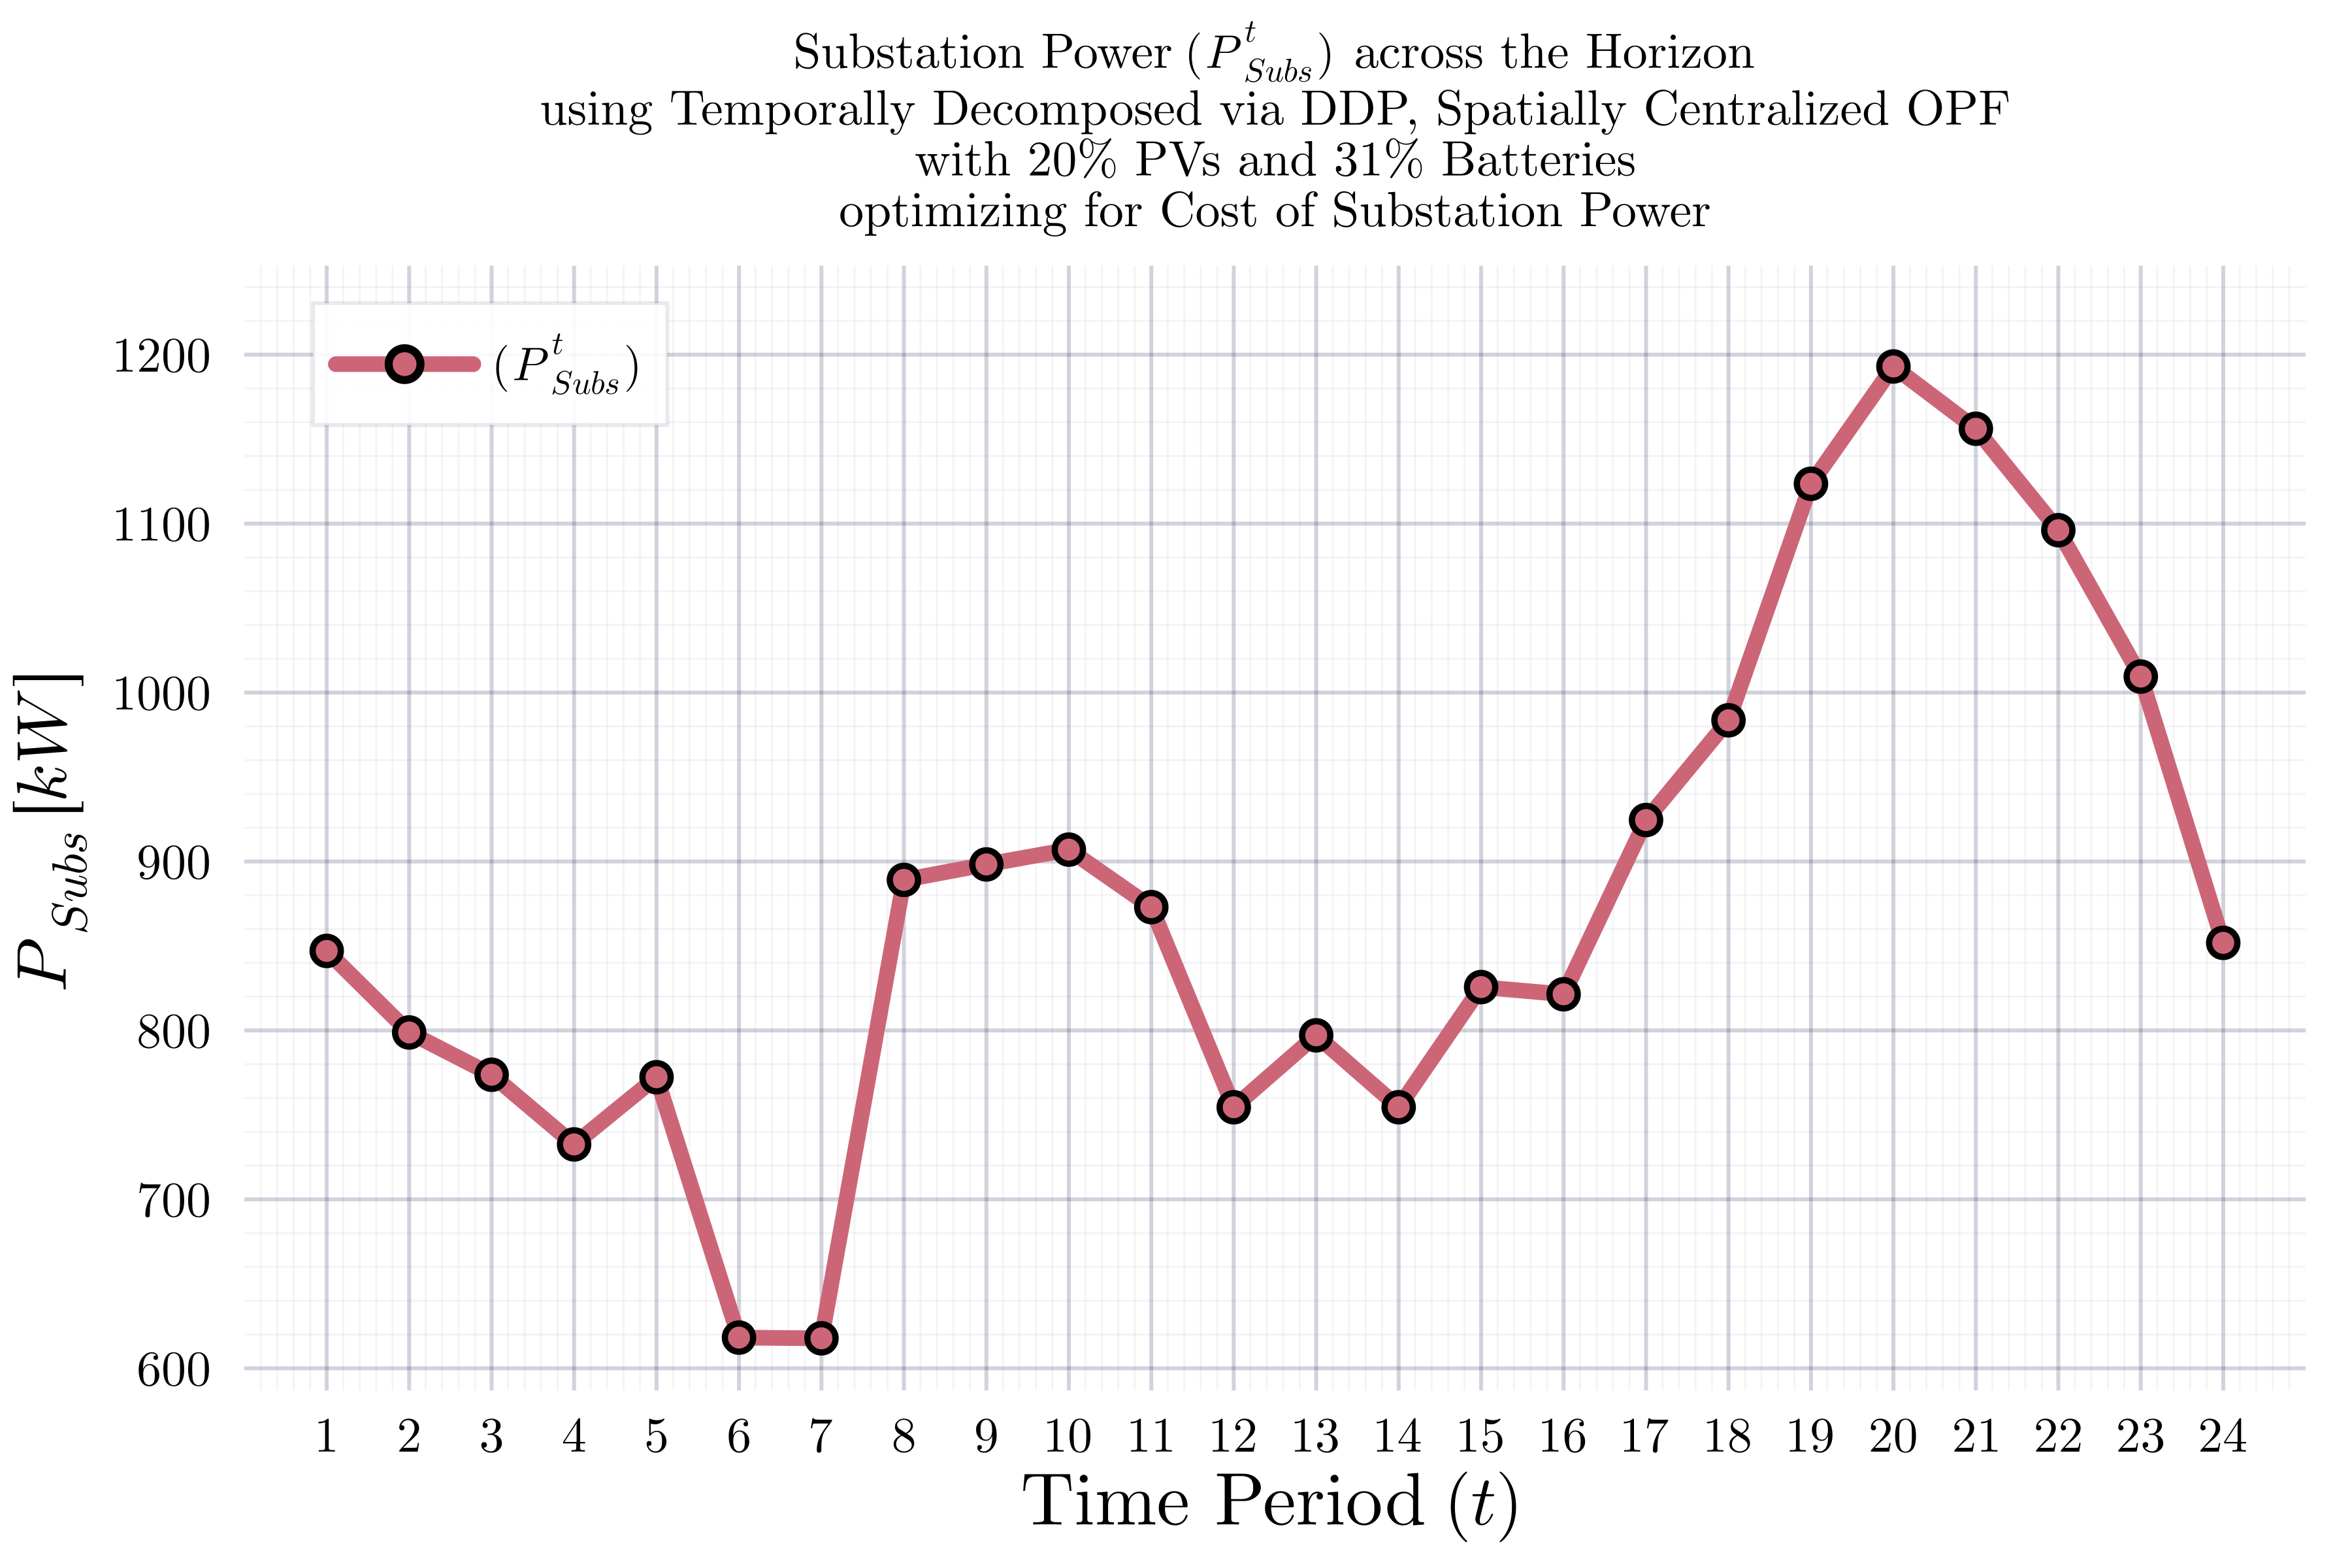 Substation Power (P^t_Subs) across the Horizon
using Temporally Decomposed via DDP, Spatially Centralized OPF
with 20% PVs and 31% Batteries
optimizing for Cost of Substation Power
(P^t_Subs)
P_Subs [kW]
1200
1100
1000
900
800
700
600
1 2 3 4 5 6 7 8 9 10 11 12 13 14 15 16 17 18 19 20 21 22 23 24
Time Period (t)